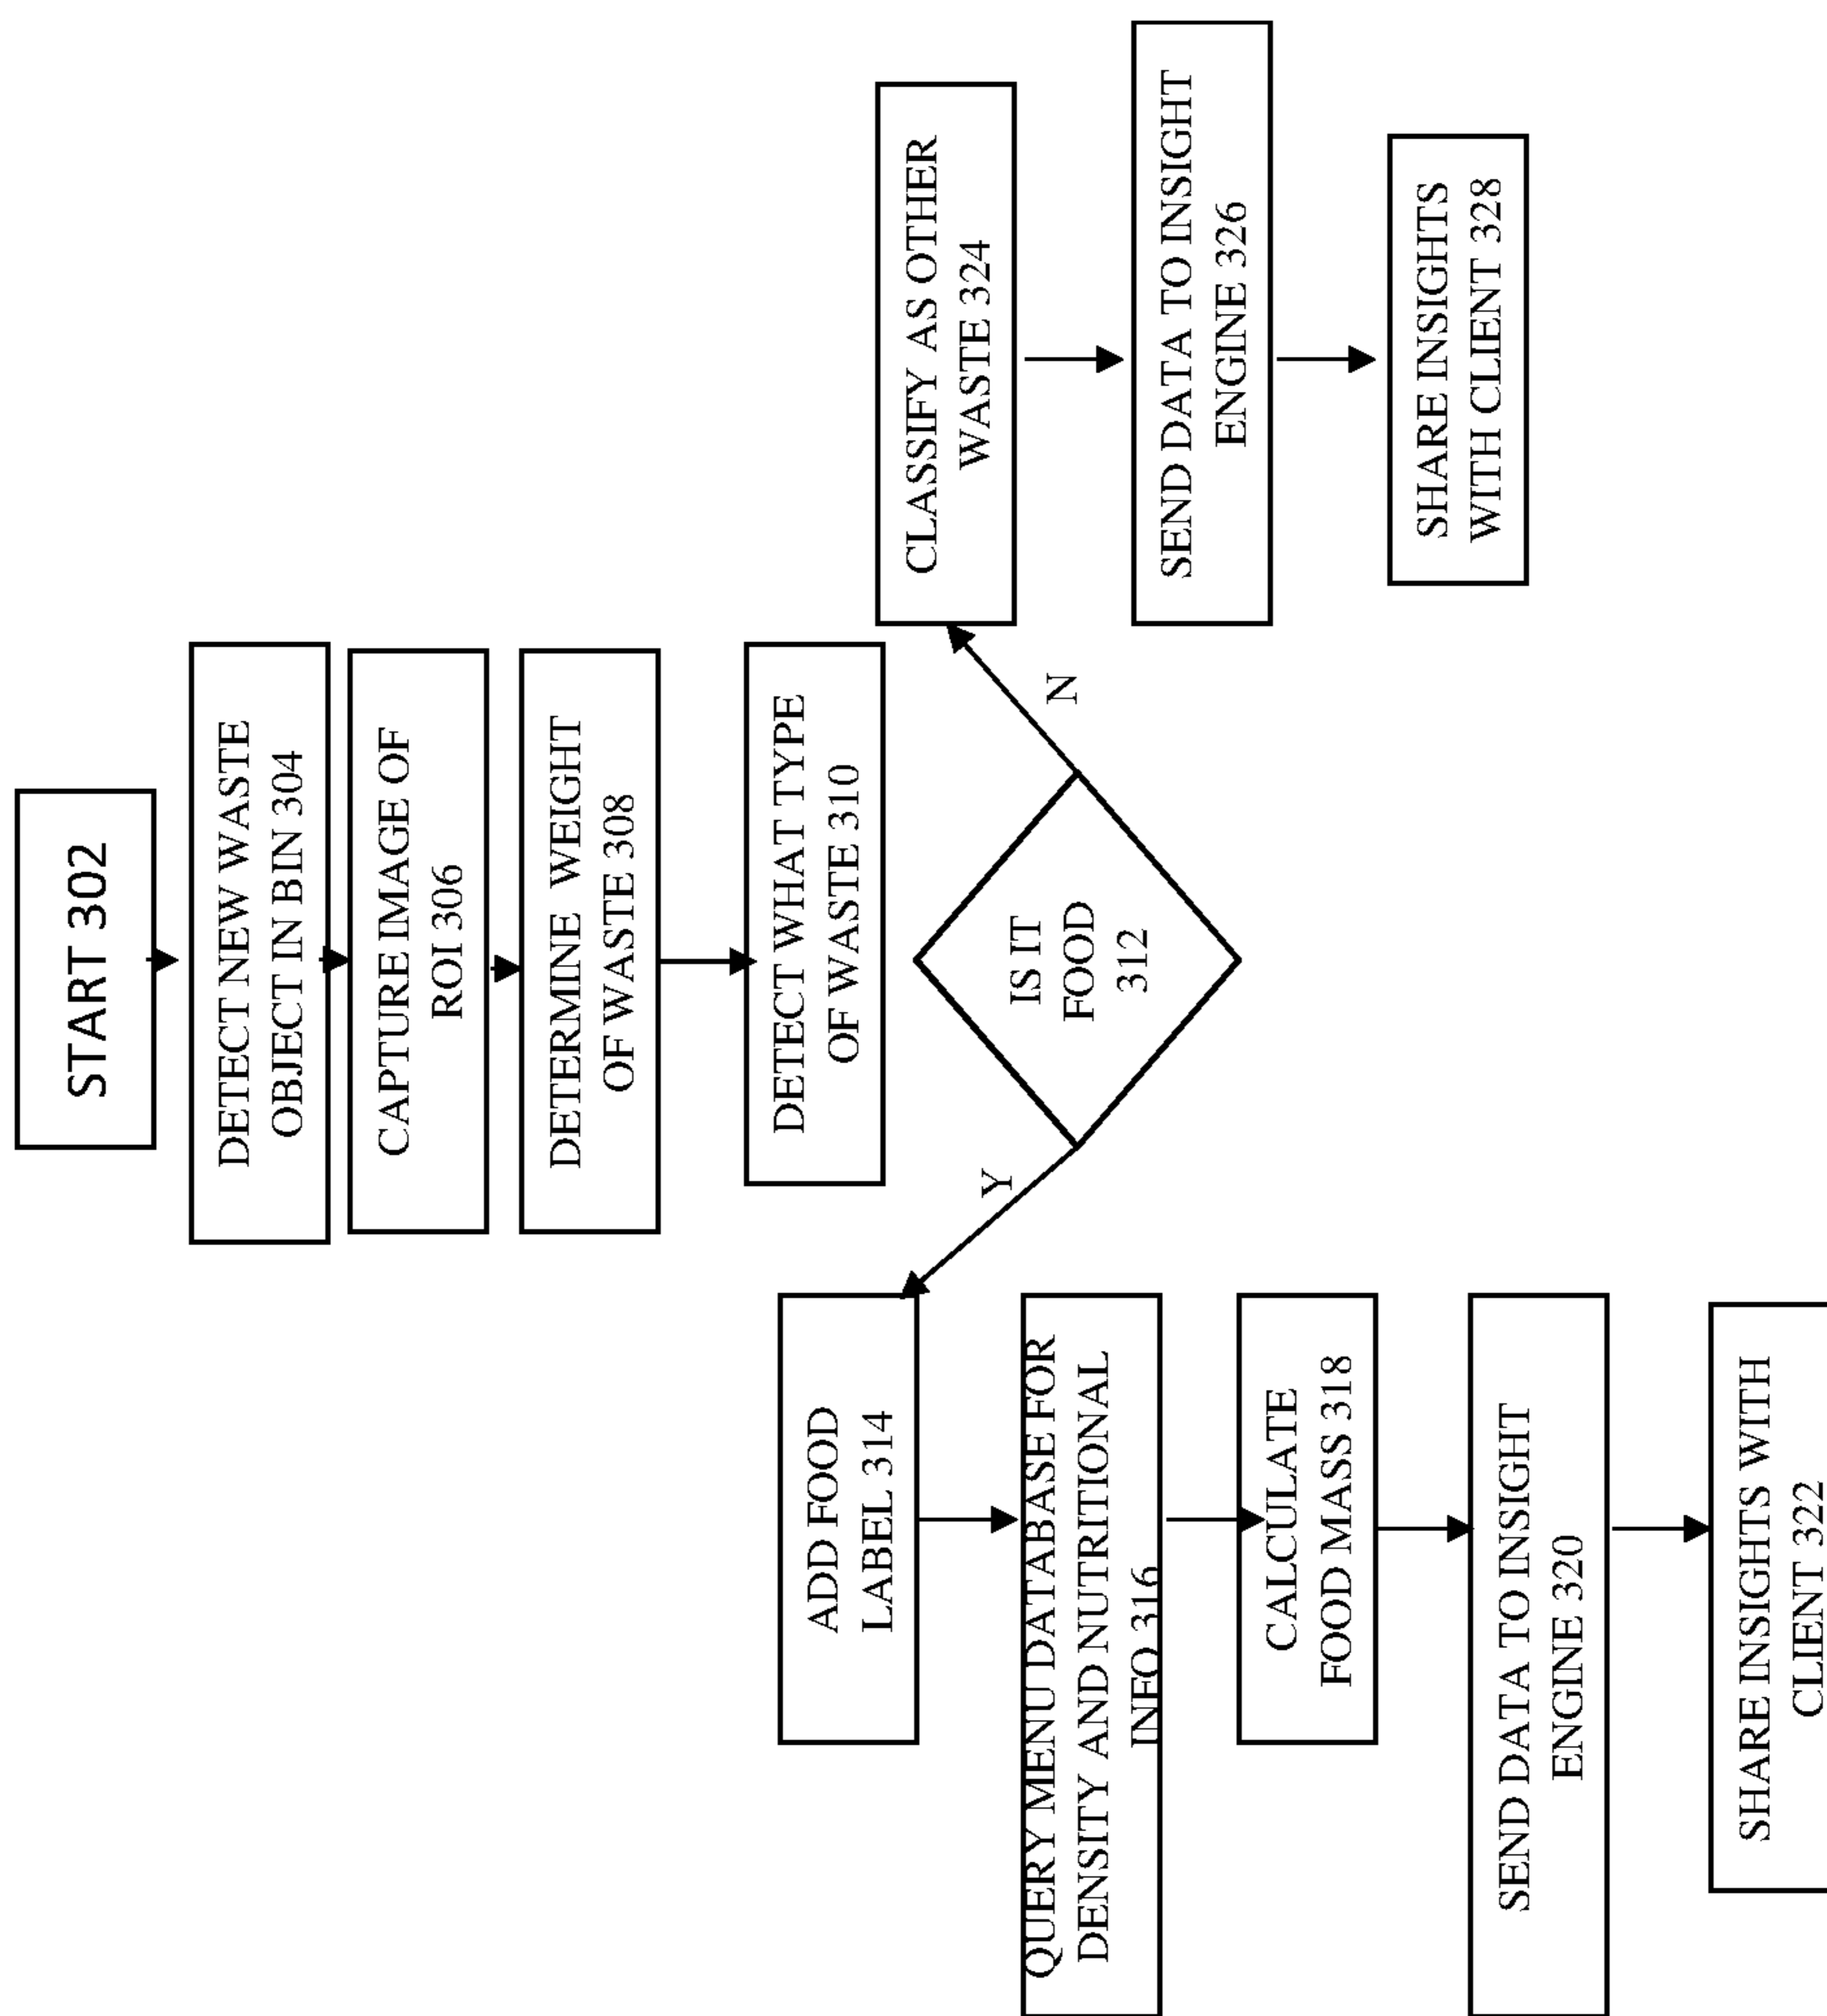 START 302
DETECT NEW WASTE
OBJECT IN BIN 304
CAPTURE IMAGE OF
ROI 306
DETERMINE WEIGHT
OF WASTE 308
DETECT WHAT TYPE
OF WASTE 310
IS IT
FOOD
312
Y
N
ADD FOOD
LABEL 314
QUERY MENU DATABASE FOR
DENSITY AND NUTRITIONAL
INFO 316
CALCULATE
FOOD MASS 318
SEND DATA TO INSIGHT
ENGINE 320
SHARE INSIGHTS WITH
CLIENT 322
CLASSIFY AS OTHER
WASTE 324
SEND DATA TO INSIGHT
ENGINE 326
SHARE INSIGHTS
WITH CLIENT 328